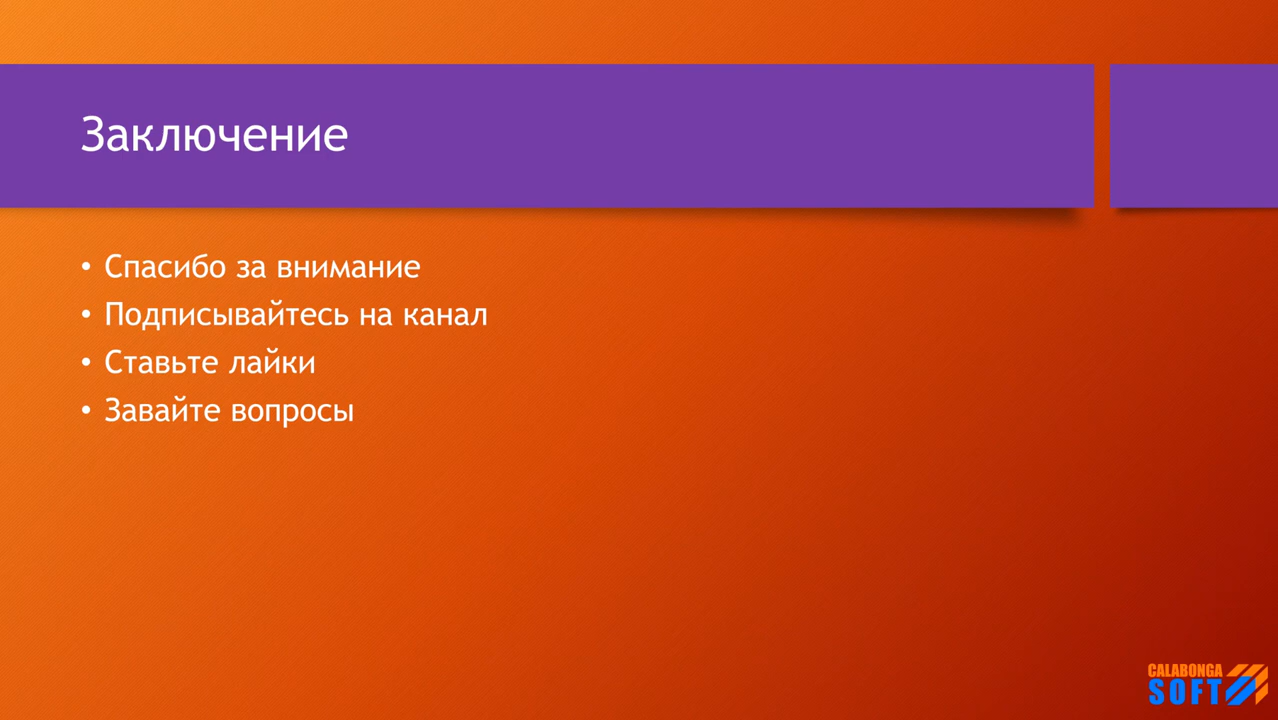 Заключение
• Спасибо за внимание
• Подписывайтесь на канал
• Ставьте лайки
• Завайте вопросы
CALABONGA
SOFT